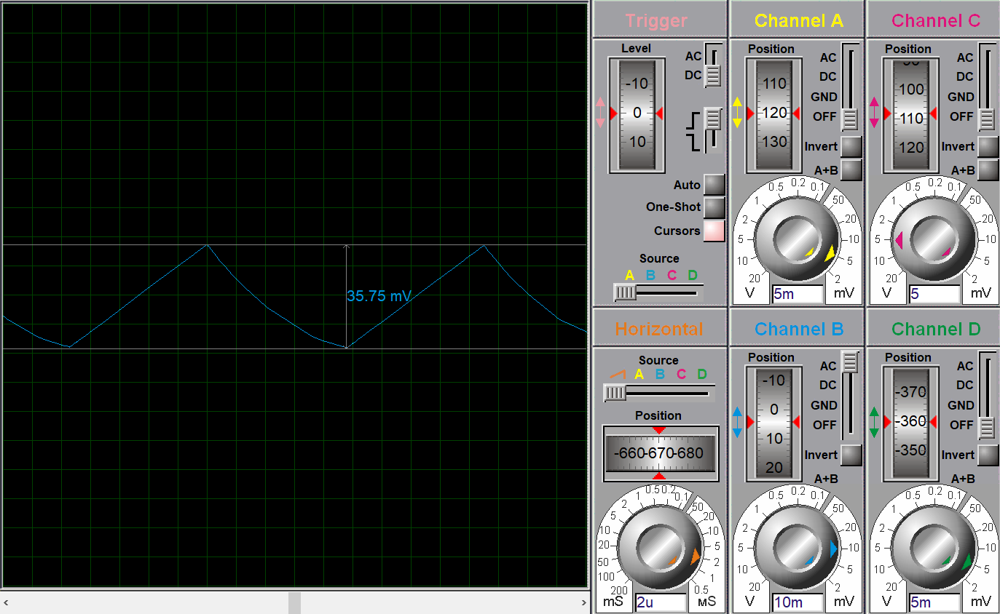 35.75 mV
Trigger
Level
-10
0
10
AC
DC
Auto
One-Shot
Cursors
Source
A B C D
Channel A
Position
110
120
130
AC
DC
GND
OFF
Invert
A+B
20 10 5 2 1 0.5 0.2 0.1 50 20 10 5 2
V 5m mV
Channel C
Position
90
100
110
120
AC
DC
GND
OFF
Invert
A+B
20 10 5 2 1 0.5 0.2 0.1 50 20 10 5 2
V 5 mV
Horizontal
Source
A B C D
Position
-660 -670 -680
200 100 50 20 10 5 2 1 0.5 0.2 0.1 50 20 10 5 2 1 0.5
mS 2u мS
Channel B
Position
-10
0
10
20
AC
DC
GND
OFF
Invert
A+B
20 10 5 2 1 0.5 0.2 0.1 50 20 10 5 2
V 10m mV
Channel D
Position
-370
-360
-350
AC
DC
GND
OFF
Invert
A+B
20 10 5 2 1 0.5 0.2 0.1 50 20 10 5 2
V 5m mV